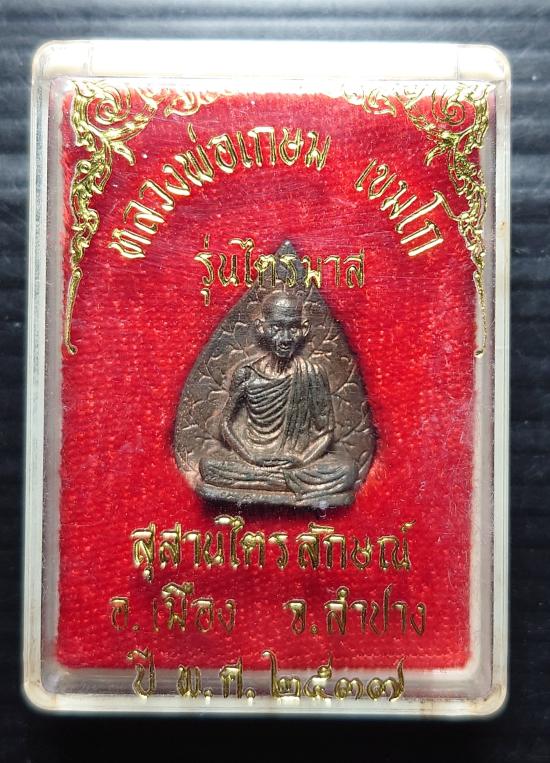 หลวงพ่อเกษม เขมโก
รุ่นไตรมาส
สุสานไตรลักษณ์
อ.เมือง จ.ลำปาง
ปี พ.ศ.๒๕๓๗